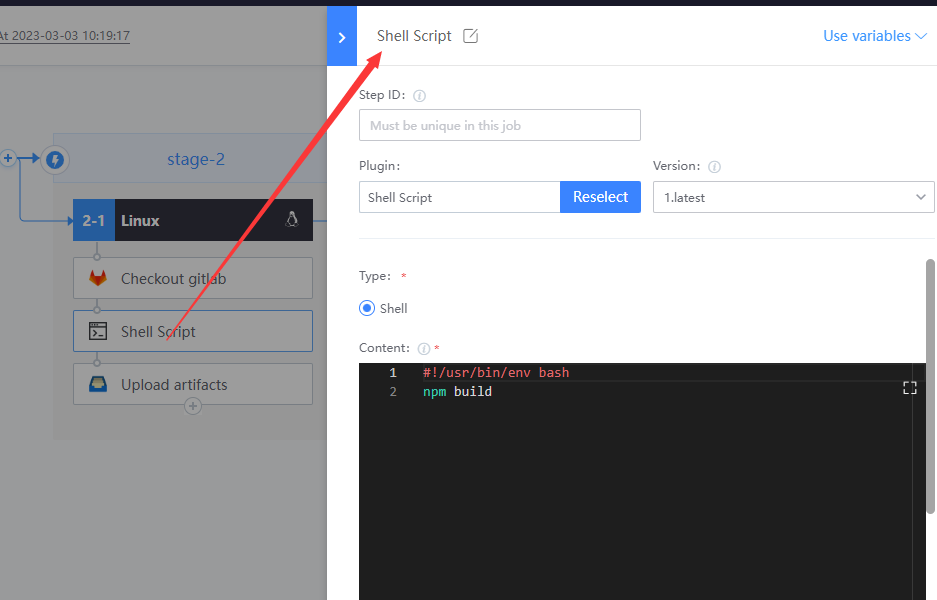 At 2023-03-03 10:19:17
stage-2
2-1 Linux
Checkout gitlab
Shell Script
Upload artifacts
Shell Script
Use variables
Step ID:
Must be unique in this job
Plugin:
Version:
Shell Script
Reselect
1.latest
Type: *
Shell
Content: *
1 #!/usr/bin/env bash
2 npm build